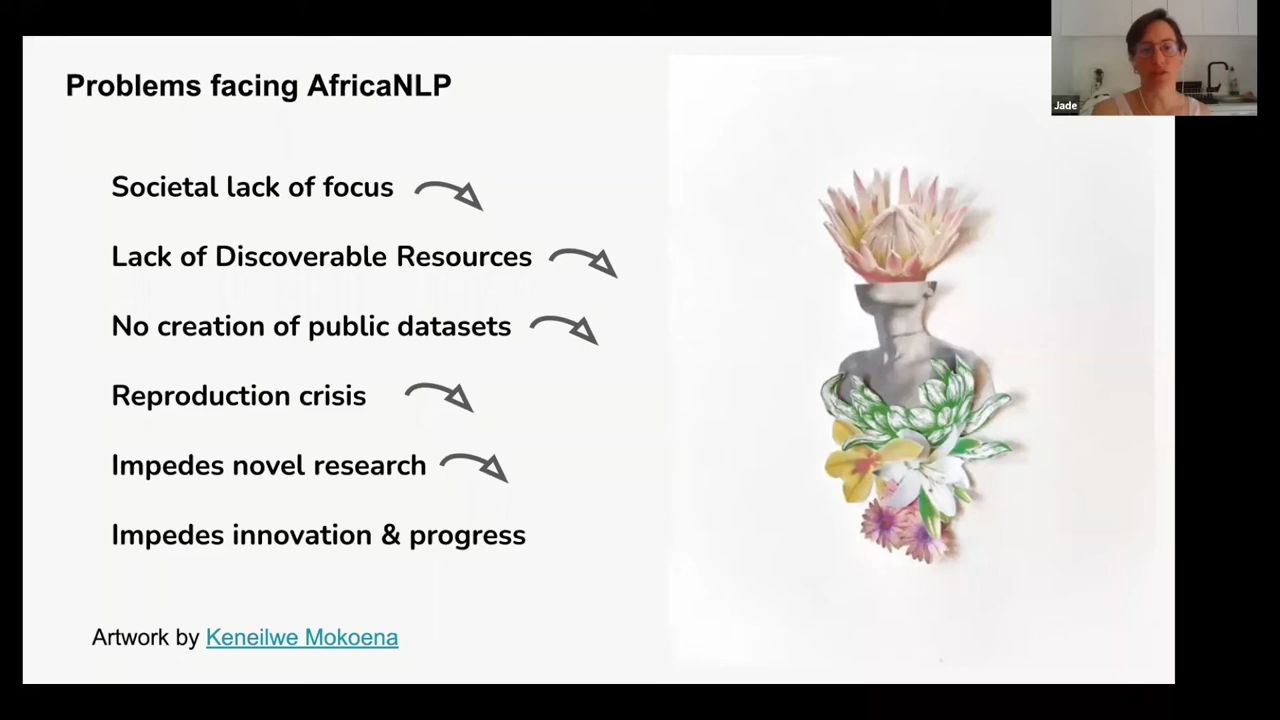 Problems facing AfricaNLP
Jade
Societal lack of focus
Lack of Discoverable Resources
No creation of public datasets
Reproduction crisis
Impedes novel research
Impedes innovation & progress
Artwork by Keneilwe Mokoena